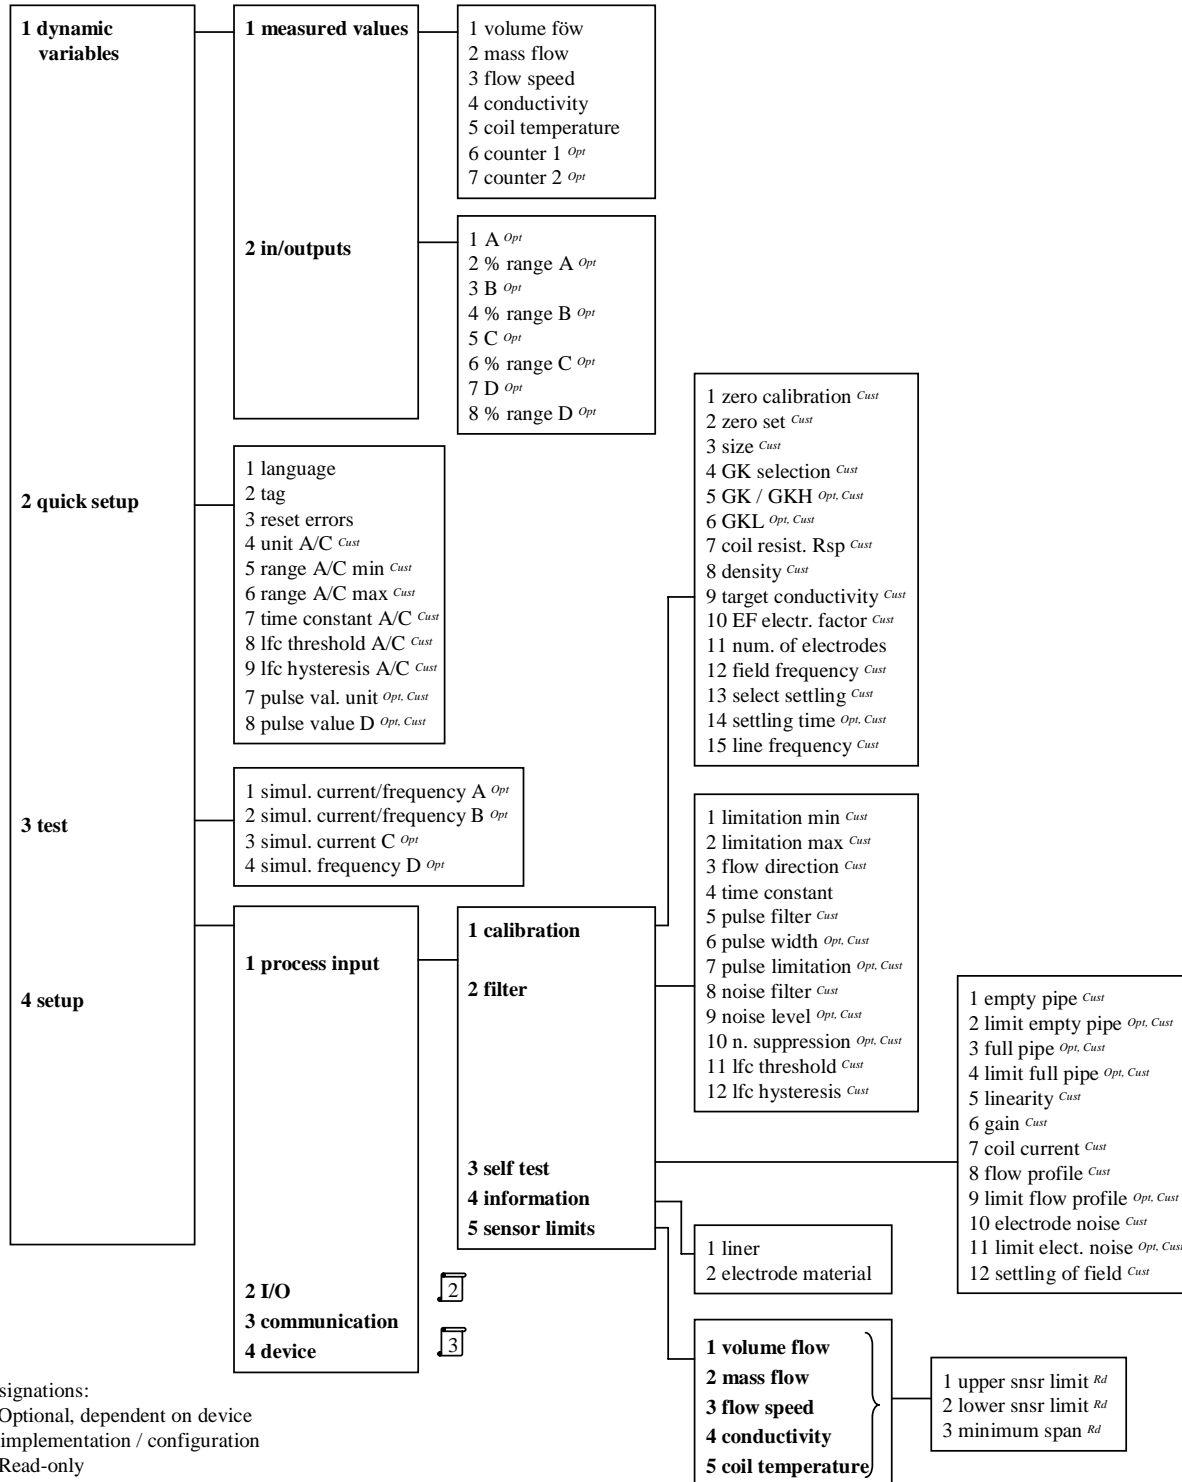 1 dynamic
variables
1 measured values
1 volume föw
2 mass flow
3 flow speed
4 conductivity
5 coil temperature
6 counter 1 Opt
7 counter 2 Opt
2 in/outputs
1 A Opt
2 % range A Opt
3 B Opt
4 % range B Opt
5 C Opt
6 % range C Opt
7 D Opt
8 % range D Opt
2 quick setup
1 language
2 tag
3 reset errors
4 unit A/C Cust
5 range A/C min Cust
6 range A/C max Cust
7 time constant A/C Cust
8 lfc threshold A/C Cust
9 lfc hysteresis A/C Cust
7 pulse val. unit Opt, Cust
8 pulse value D Opt, Cust
3 test
1 simul. current/frequency A Opt
2 simul. current/frequency B Opt
3 simul. current C Opt
4 simul. frequency D Opt
4 setup
1 process input
1 calibration
1 zero calibration Cust
2 zero set Cust
3 size Cust
4 GK selection Cust
5 GK / GKH Opt, Cust
6 GKL Opt, Cust
7 coil resist. Rsp Cust
8 density Cust
9 target conductivity Cust
10 EF electr. factor Cust
11 num. of electrodes
12 field frequency Cust
13 select settling Cust
14 settling time Opt, Cust
15 line frequency Cust
2 filter
1 limitation min Cust
2 limitation max Cust
3 flow direction Cust
4 time constant
5 pulse filter Cust
6 pulse width Opt, Cust
7 pulse limitation Opt, Cust
8 noise filter Cust
9 noise level Opt, Cust
10 n. suppression Opt, Cust
11 lfc threshold Cust
12 lfc hysteresis Cust
3 self test
1 empty pipe Cust
2 limit empty pipe Opt, Cust
3 full pipe Opt, Cust
4 limit full pipe Opt, Cust
5 linearity Cust
6 gain Cust
7 coil current Cust
8 flow profile Cust
9 limit flow profile Opt, Cust
10 electrode noise Cust
11 limit elect. noise Opt, Cust
12 settling of field Cust
4 information
1 liner
2 electrode material
5 sensor limits
1 volume flow
2 mass flow
3 flow speed
4 conductivity
5 coil temperature
1 upper snsr limit Rd
2 lower snsr limit Rd
3 minimum span Rd
2 I/O
2
3 communication
4 device
3
signations:
Optional, dependent on device
implementation / configuration
Read-only